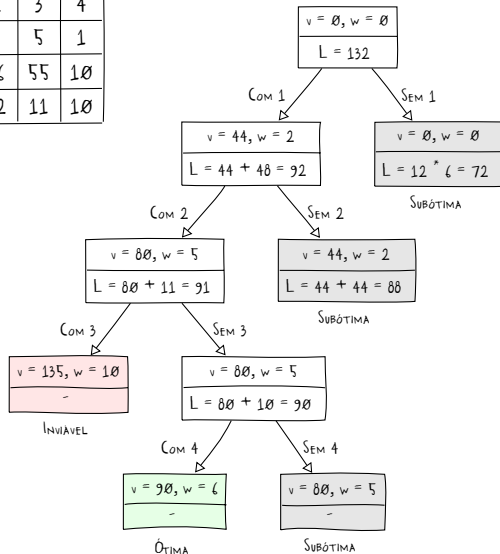 3 4
5 1
55 10
11 10
v = 0, w = 0
L = 132
Com 1
Sem 1
v = 44, w = 2
L = 44 + 48 = 92
v = 0, w = 0
L = 12 * 6 = 72
Subótima
Com 2
Sem 2
v = 80, w = 5
L = 80 + 11 = 91
v = 44, w = 2
L = 44 + 44 = 88
Subótima
Com 3
Sem 3
v = 135, w = 10
-
Inviável
v = 80, w = 5
L = 80 + 10 = 90
Com 4
Sem 4
v = 90, w = 6
-
Ótima
v = 80, w = 5
-
Subótima